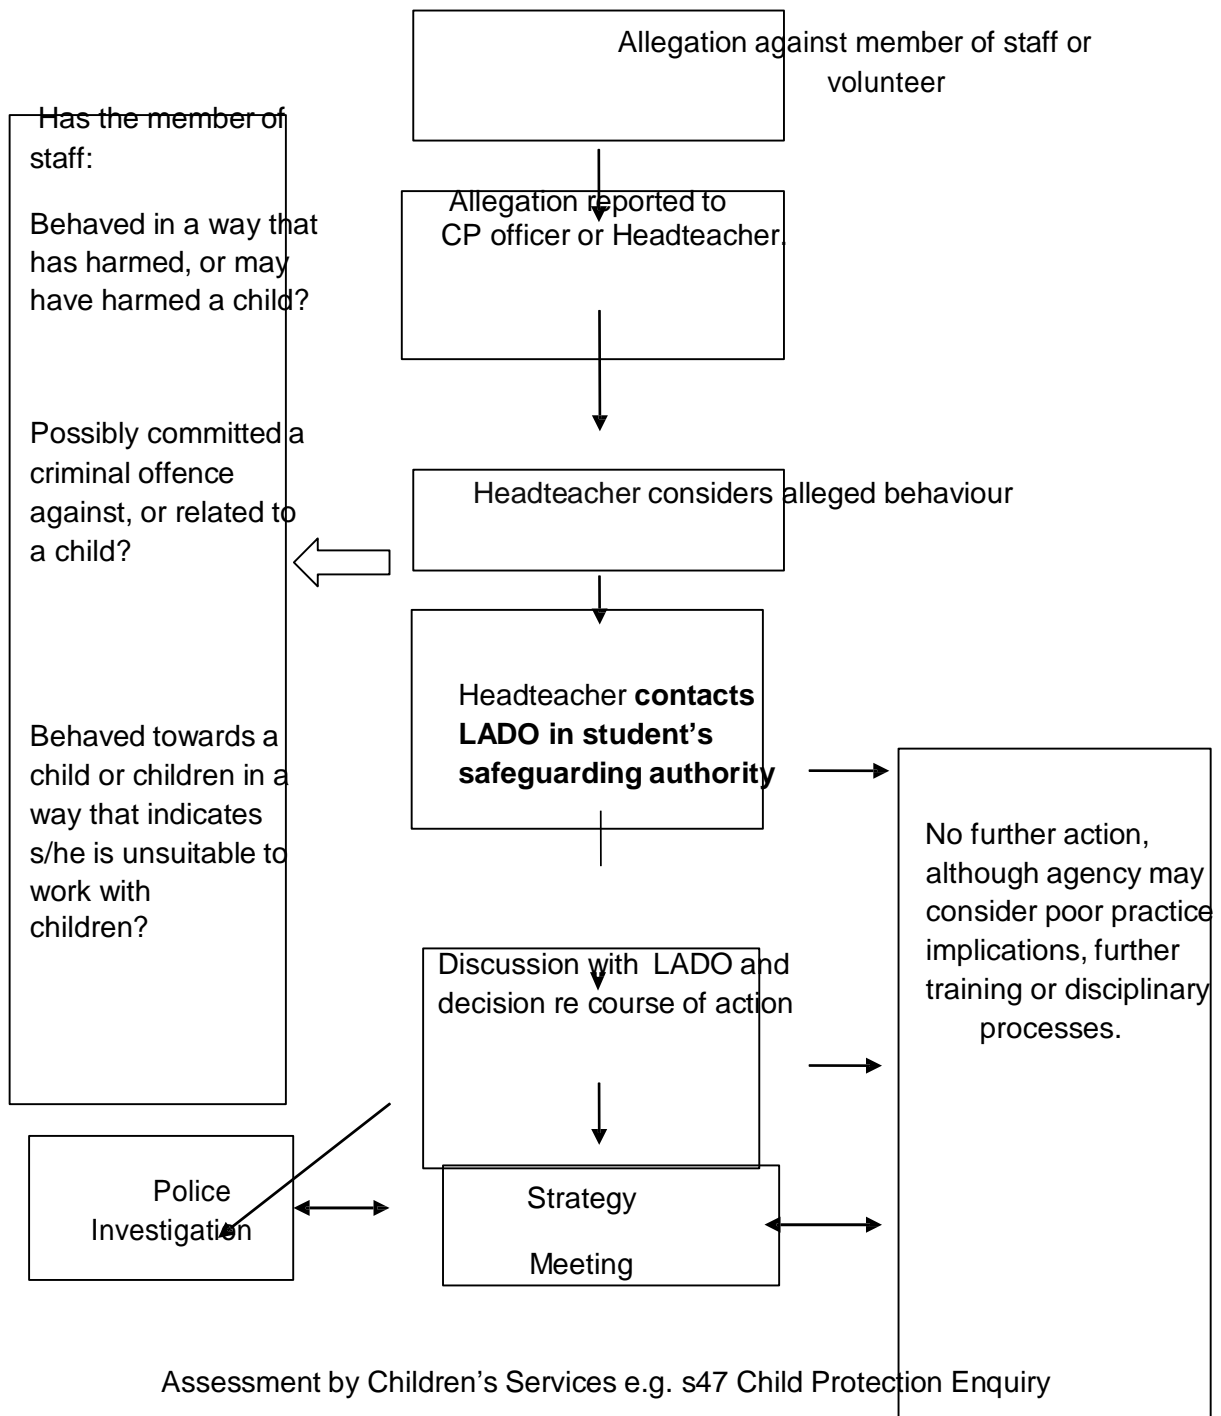 Allegation against member of staff or
volunteer
Has the member of
staff:
Behaved in a way that
has harmed, or may
have harmed a child?
Possibly committed a
criminal offence
against, or related to
a child?
Behaved towards a
child or children in a
way that indicates
s/he is unsuitable to
work with
children?
Allegation reported to
CP officer or Headteacher.
Headteacher considers alleged behaviour
Headteacher contacts
LADO in student’s
safeguarding authority
No further action,
although agency may
consider poor practice
implications, further
training or disciplinary
processes.
Discussion with LADO and
decision re course of action
Police
Investigation
Strategy
Meeting
Assessment by Children’s Services e.g. s47 Child Protection Enquiry